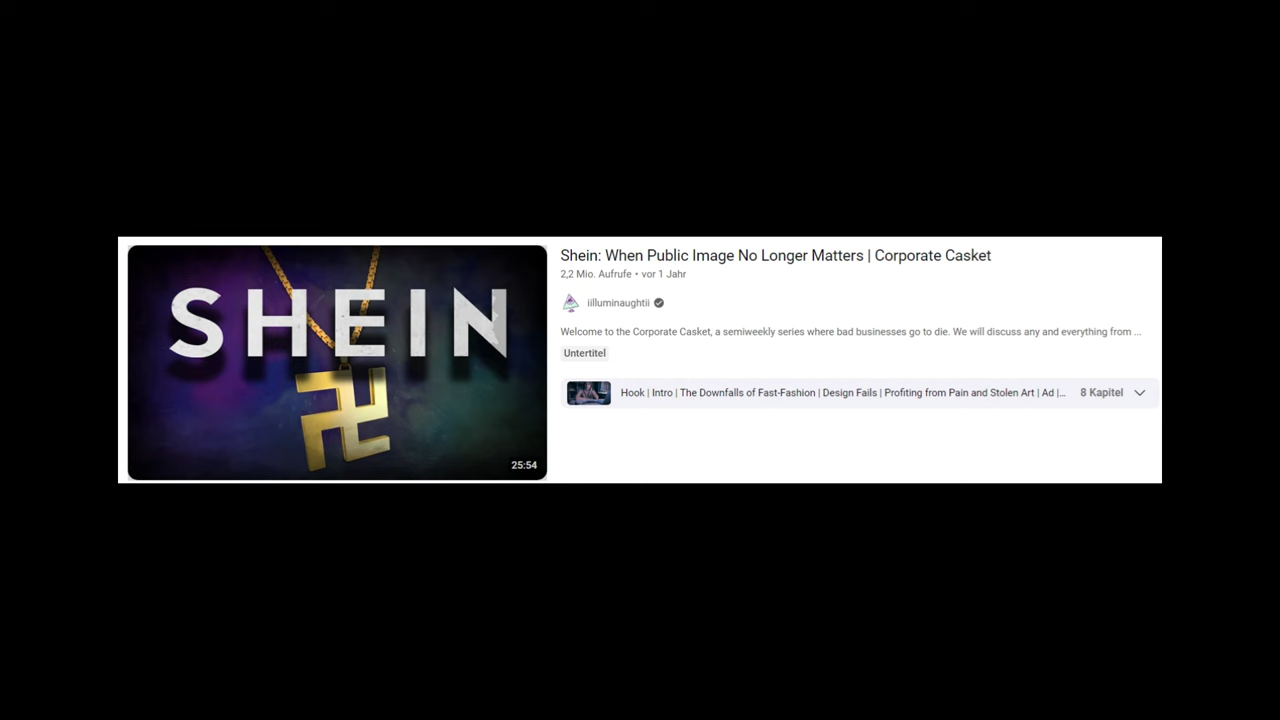 SHEIN
25:54
Shein: When Public Image No Longer Matters | Corporate Casket
2,2 Mio. Aufrufe • vor 1 Jahr
iilluminaughtii
Welcome to the Corporate Casket, a semiweekly series where bad businesses go to die. We will discuss any and everything from ...
Untertitel
Hook | Intro | The Downfalls of Fast-Fashion | Design Fails | Profiting from Pain and Stolen Art | Ad |... 8 Kapitel